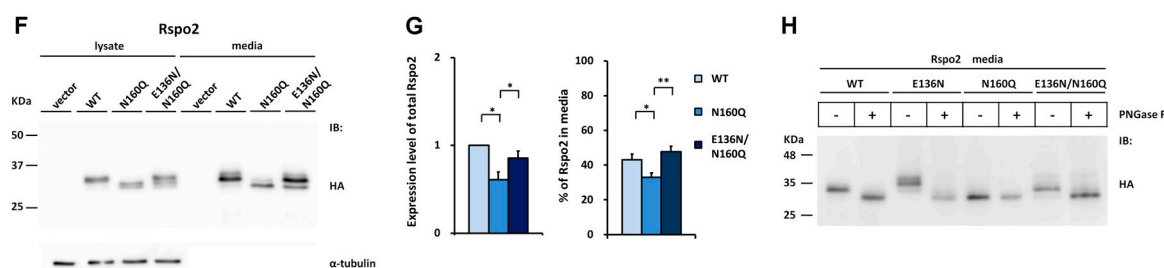 F
Rspo2
lysate media
KDa
vector
WT
N160Q
E136N/
N160Q
vector
WT
N160Q
E136N/
N160Q
50
37
25
IB:
HA
α-tubulin
G
Expression level of total Rspo2
2
1
0
*
*
% of Rspo2 in media
100
80
60
40
20
0
*
**
WT
N160Q
E136N/
N160Q
H
Rspo2 media
WT E136N N160Q E136N/N160Q
- + - + - + - + PNGase F
KDa
48
35
25
IB:
HA